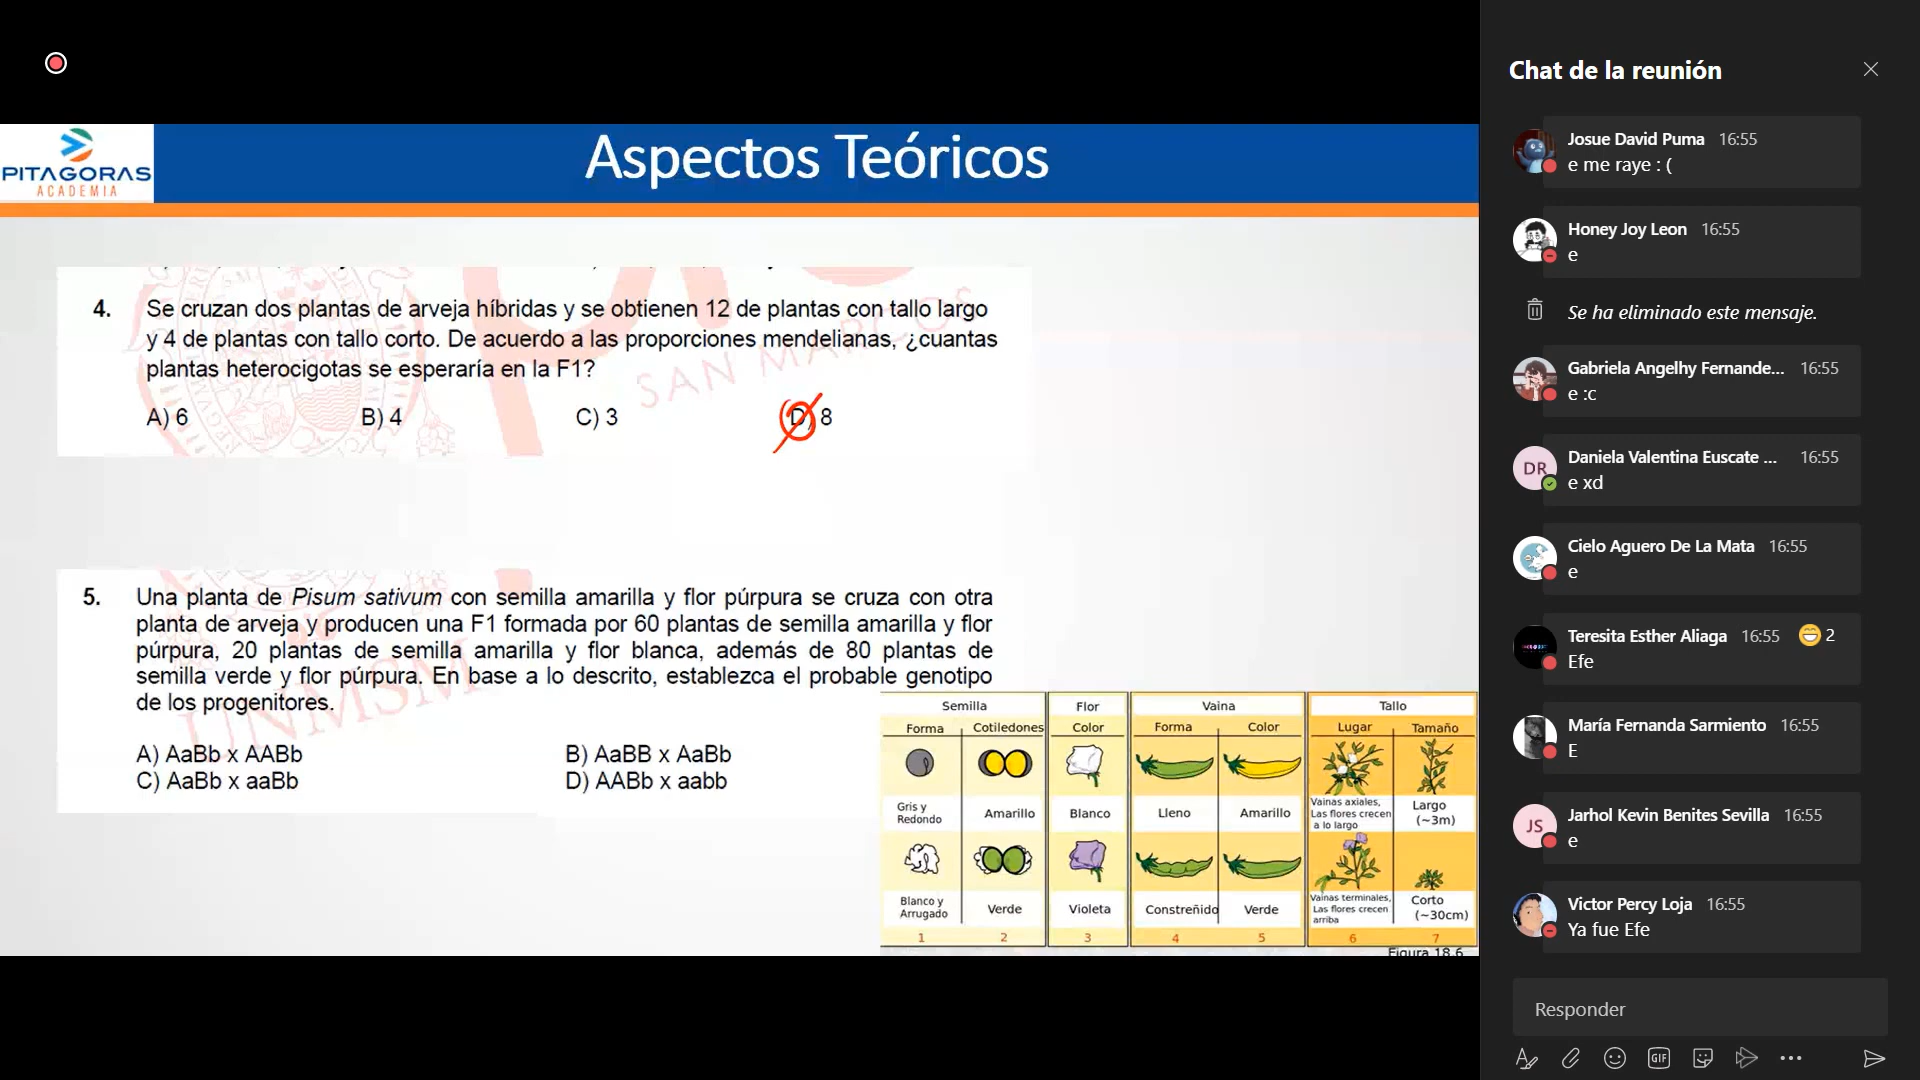 PITAGORAS
ACADEMIA
Aspectos Teóricos
4. Se cruzan dos plantas de arveja híbridas y se obtienen 12 de plantas con tallo largo
y 4 de plantas con tallo corto. De acuerdo a las proporciones mendelianas, ¿cuantas
plantas heterocigotas se esperaría en la F1?
A) 6 B) 4 C) 3 D) 8
SAN MARCOS
5. Una planta de Pisum sativum con semilla amarilla y flor púrpura se cruza con otra
planta de arveja y producen una F1 formada por 60 plantas de semilla amarilla y flor
púrpura, 20 plantas de semilla amarilla y flor blanca, además de 80 plantas de
semilla verde y flor púrpura. En base a lo descrito, establezca el probable genotipo
de los progenitores.
UNMSM
A) AaBb x AABb B) AaBB x AaBb
C) AaBb x aaBb D) AABb x aabb
Semilla Flor Vaina Tallo
Forma Cotiledones Color Forma Color Lugar Tamaño
Gris y
Redondo
Amarillo
Blanco
Lleno
Amarillo
Vainas axiales,
Las flores crecen
a lo largo
Largo
(~3m)
Blanco y
Arrugado
Verde
Violeta
Constreñido
Verde
Vainas terminales,
Las flores crecen
arriba
Corto
(~30cm)
1 2 3 4 5 6 7
Figura 18.6
Chat de la reunión
Josue David Puma 16:55
e me raye : (
Honey Joy Leon 16:55
e
Se ha eliminado este mensaje.
Gabriela Angelhy Fernande... 16:55
e :c
DR
Daniela Valentina Euscate ... 16:55
e xd
Cielo Aguero De La Mata 16:55
e
Teresita Esther Aliaga 16:55 2
Efe
María Fernanda Sarmiento 16:55
E
JS
Jarhol Kevin Benites Sevilla 16:55
e
Victor Percy Loja 16:55
Ya fue Efe
Responder
GIF